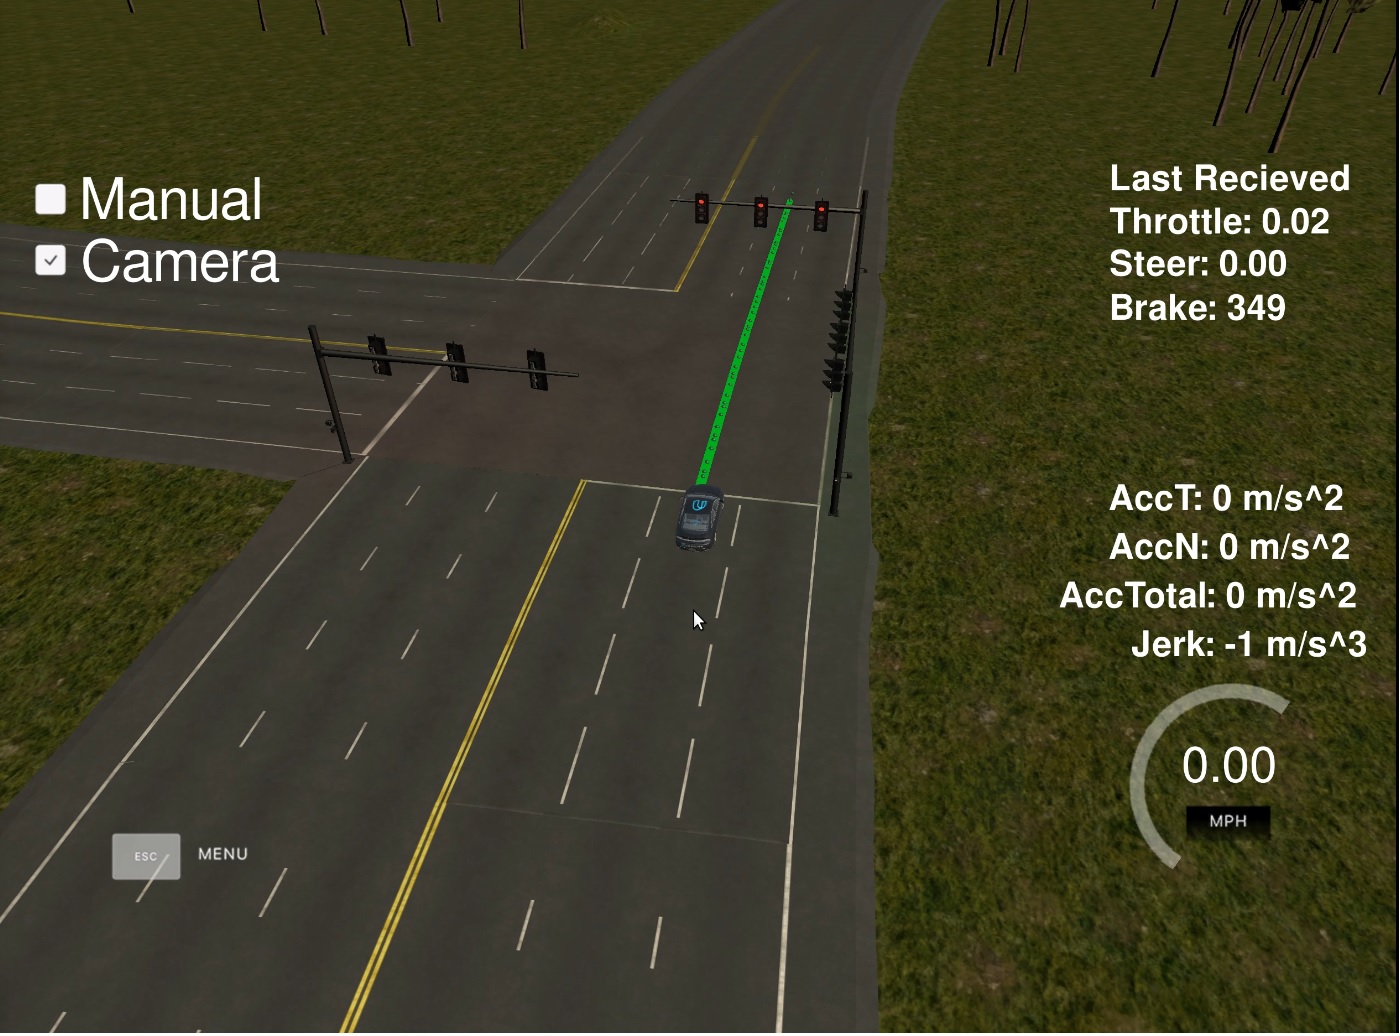 Manual
Camera
Last Recieved
Throttle: 0.02
Steer: 0.00
Brake: 349
AccT: 0 m/s^2
AccN: 0 m/s^2
AccTotal: 0 m/s^2
Jerk: -1 m/s^3
0.00
MPH
ESC MENU